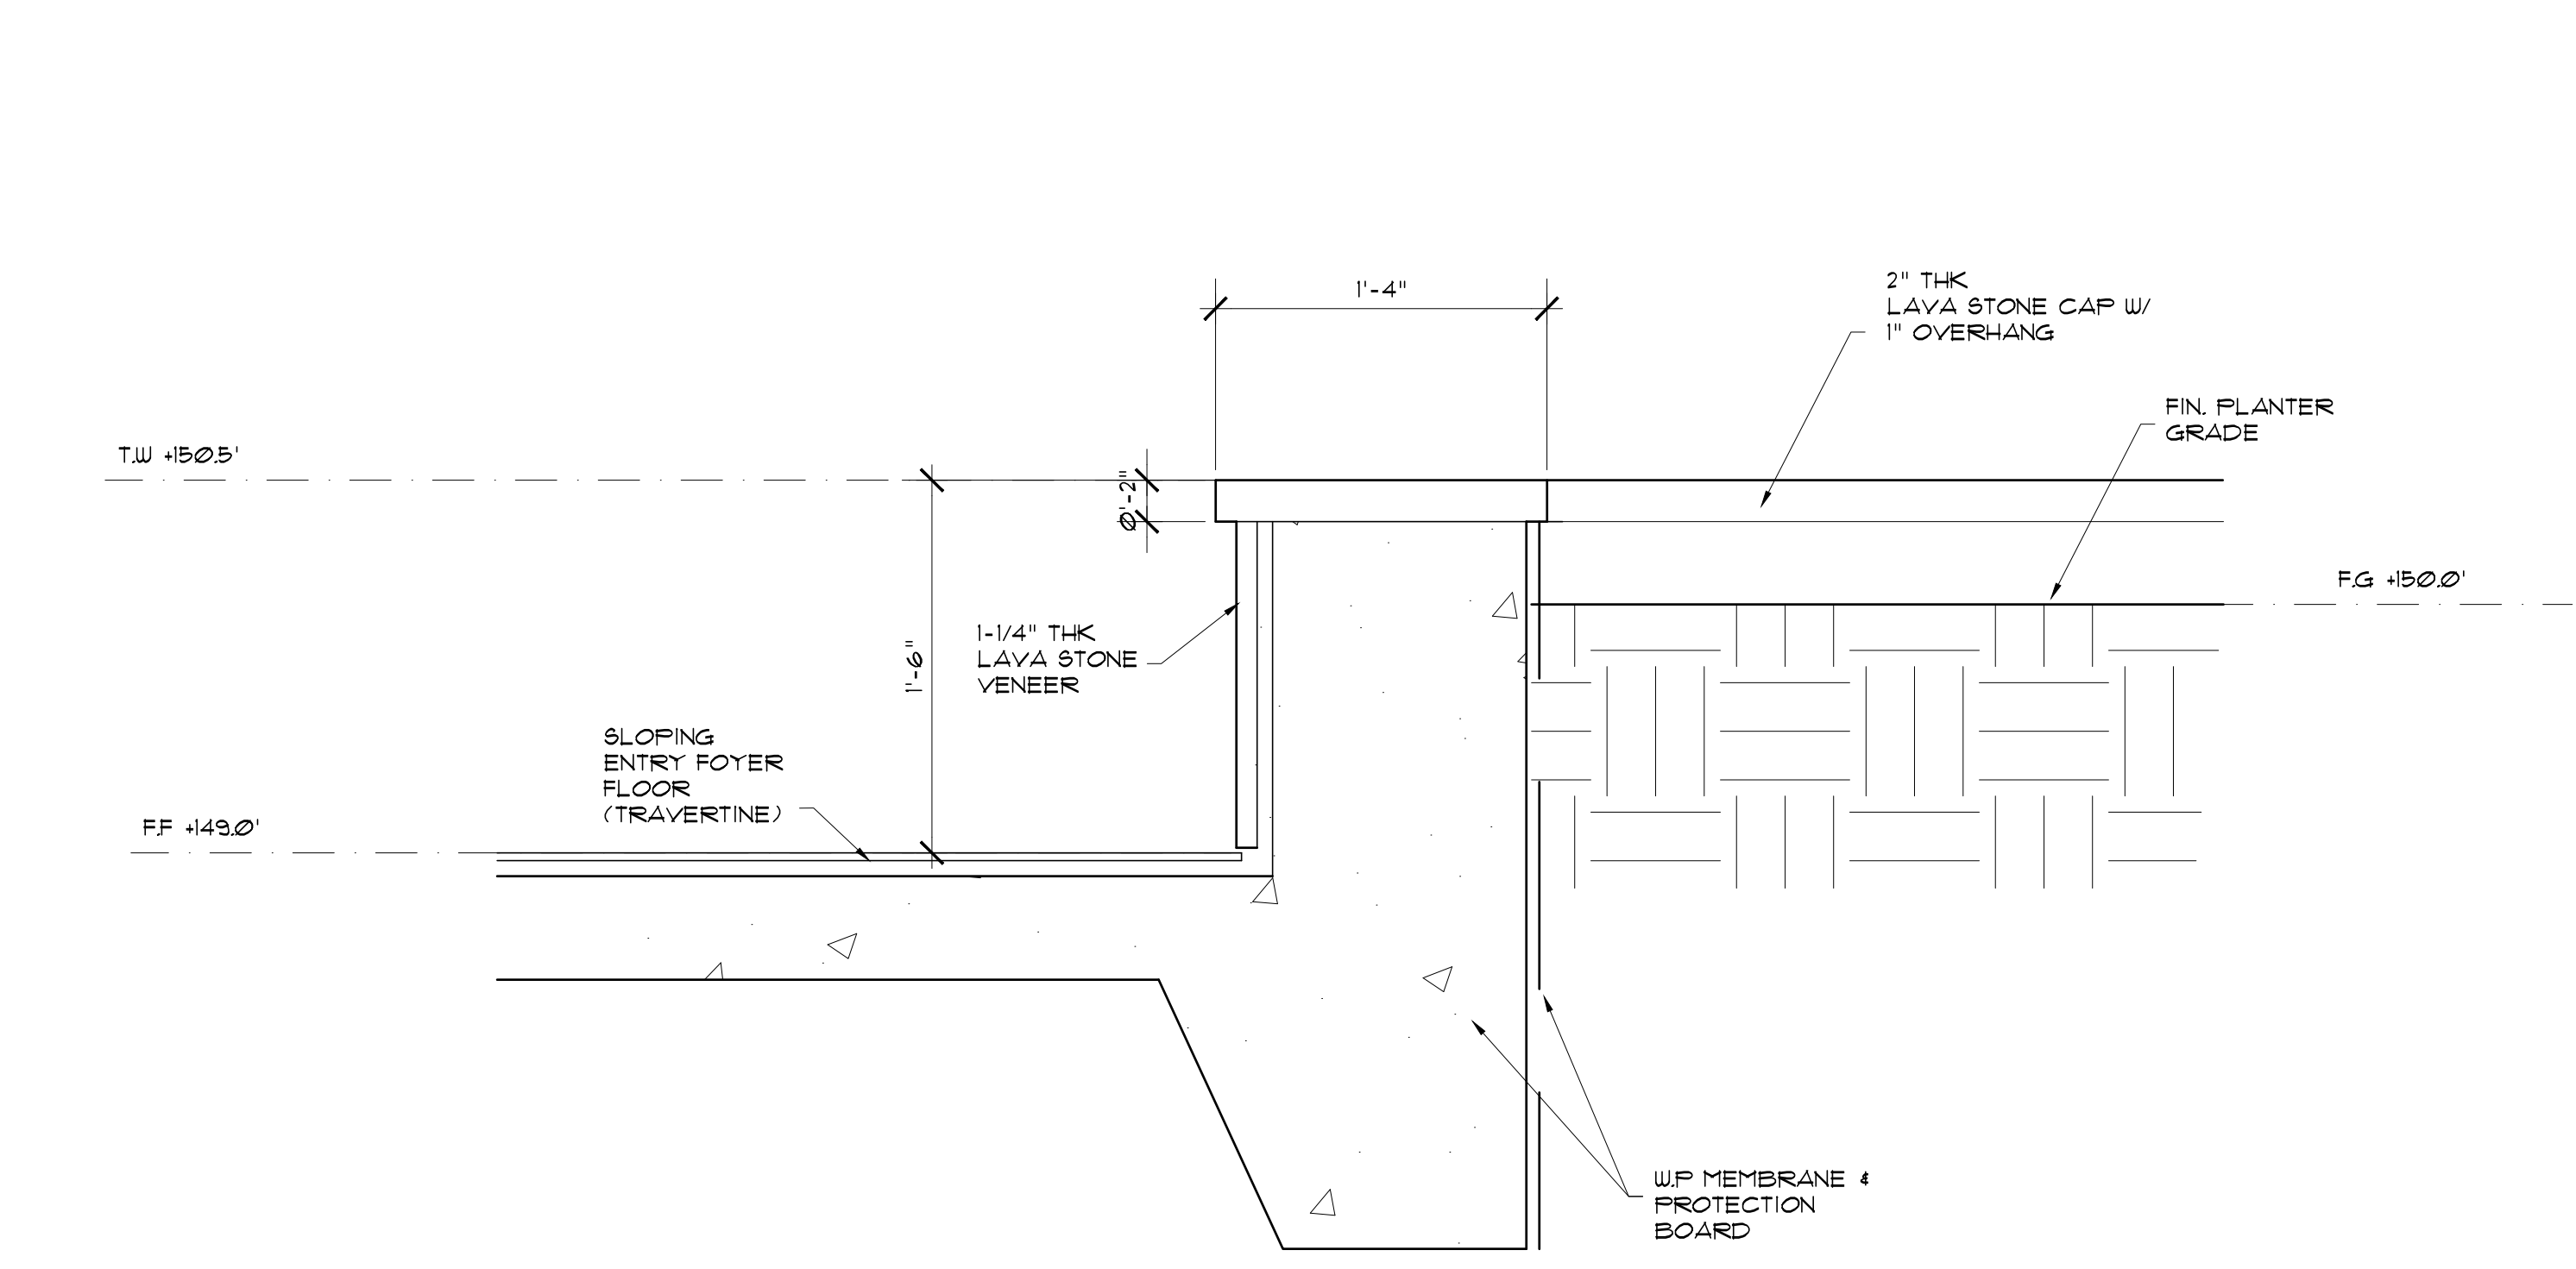 1'-4"
2" THK
LAVA STONE CAP W/
1" OVERHANG
FIN. PLANTER
GRADE
T.W +150.5'
0'-2"
F.G +150.0'
1'-6"
1-1/4" THK
LAVA STONE
VENEER
SLOPING
ENTRY FOYER
FLOOR
(TRAVERTINE)
F.F +149.0'
W.P MEMBRANE &
PROTECTION
BOARD